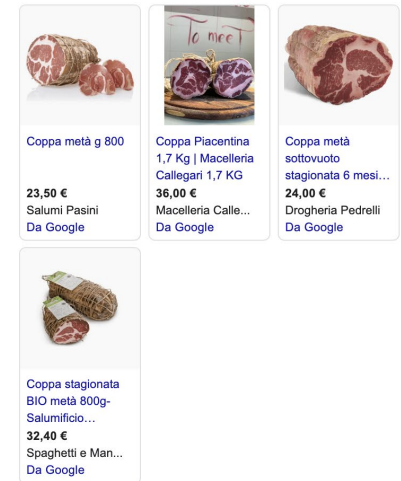 To meeT
Coppa metà g 800
23,50 €
Salumi Pasini
Da Google
Coppa Piacentina
1,7 Kg | Macelleria
Callegari 1,7 KG
36,00 €
Macelleria Calle...
Da Google
Coppa metà
sottovuoto
stagionata 6 mesi…
24,00 €
Drogheria Pedrelli
Da Google
Coppa stagionata
BIO metà 800g-
Salumificio…
32,40 €
Spaghetti e Man...
Da Google